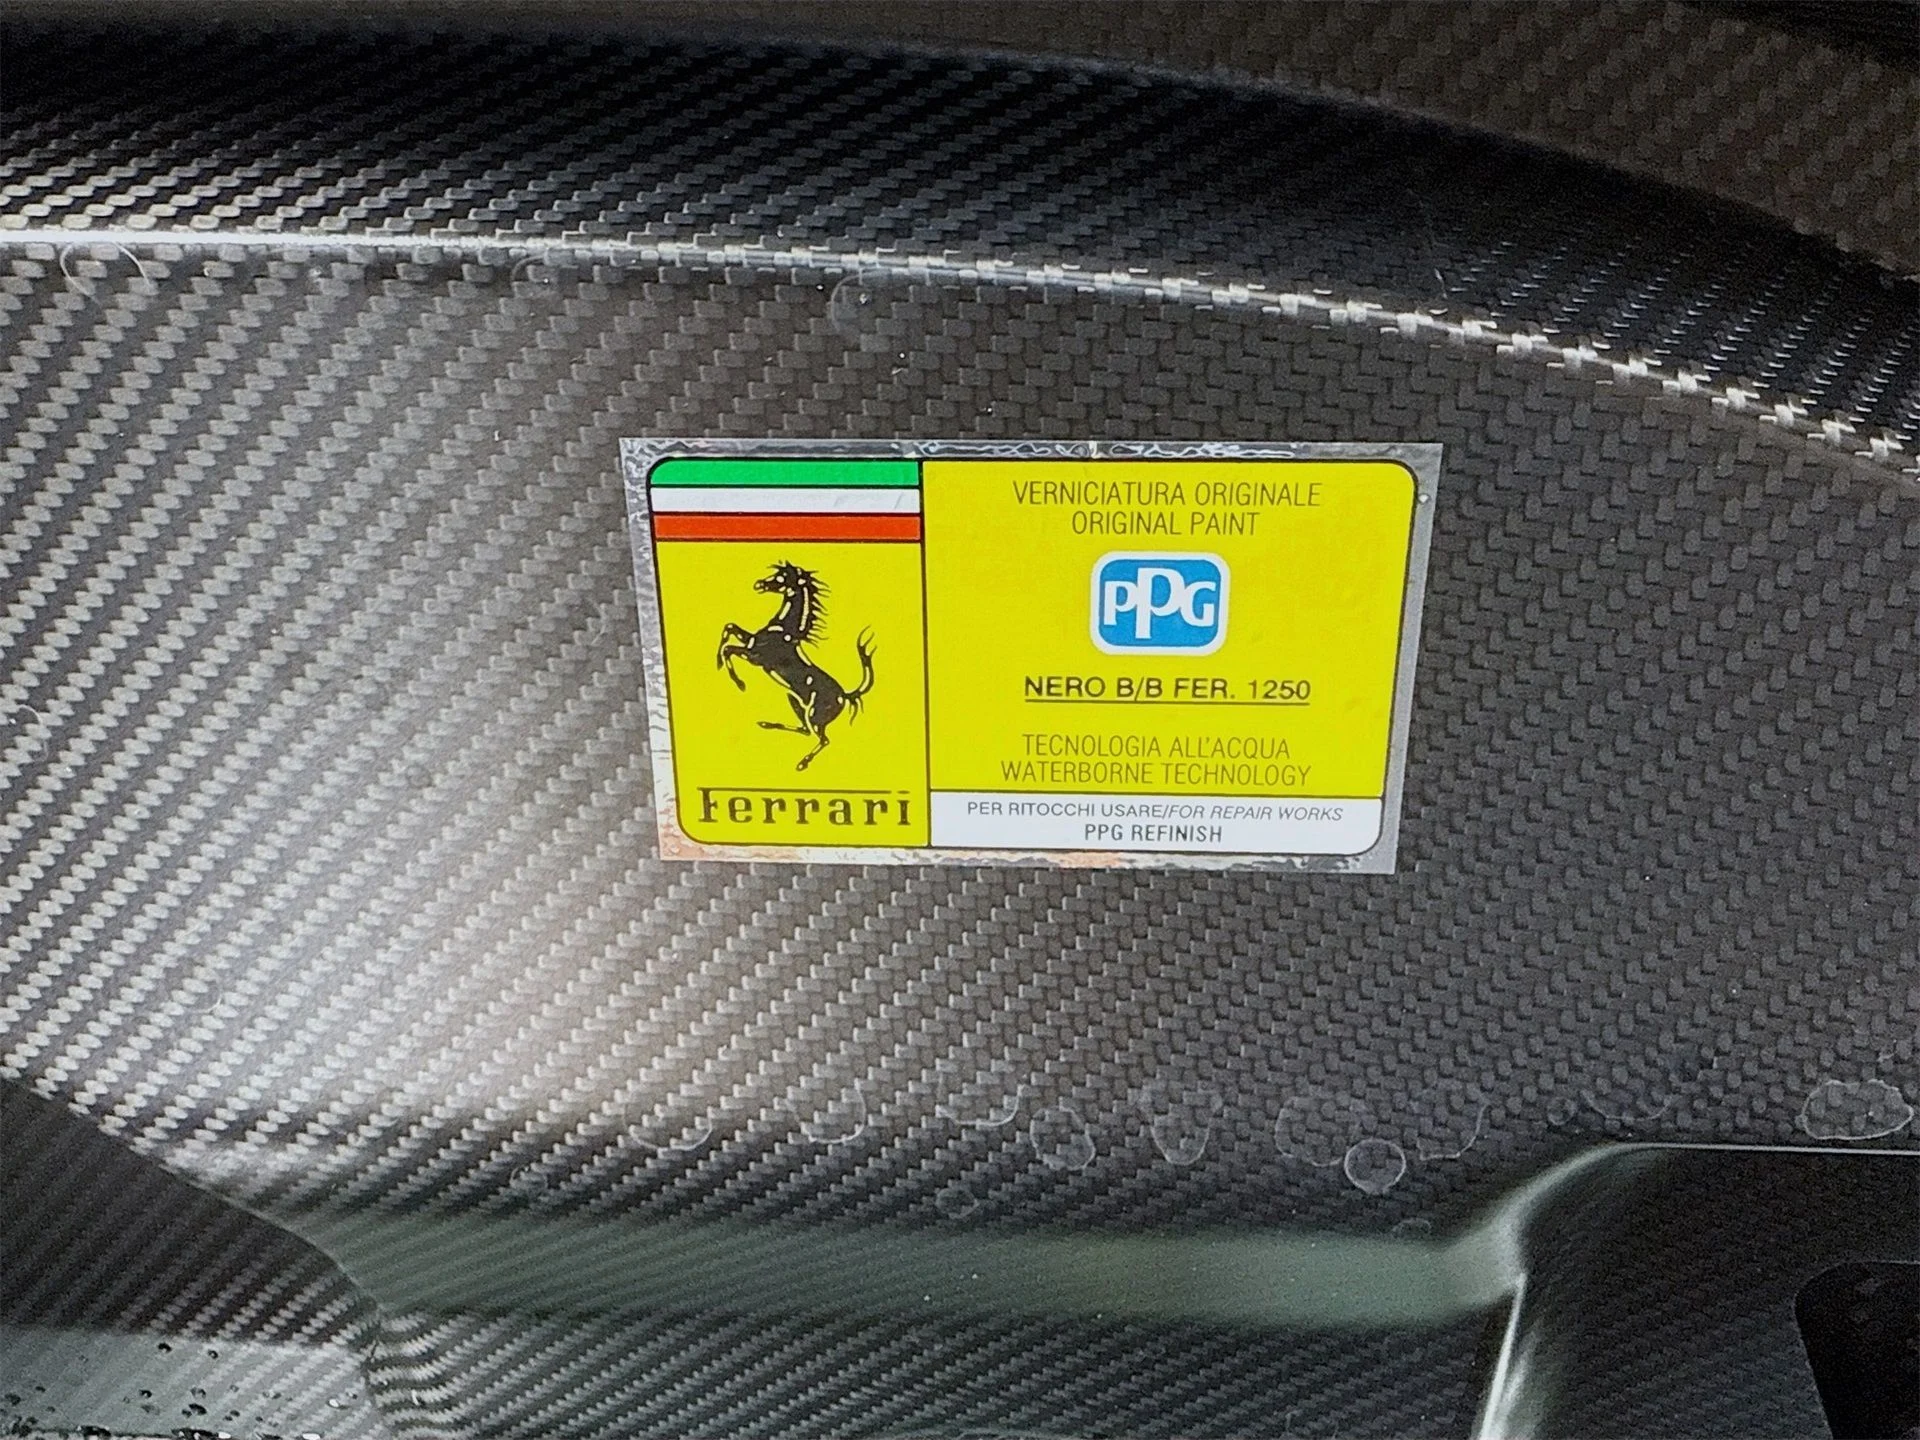 VERNICIATURA ORIGINALE
ORIGINAL PAINT
PPG
NERO B/B FER. 1250
TECNOLOGIA ALL'ACQUA
WATERBORNE TECHNOLOGY
Ferrari
PER RITOCCHI USARE/FOR REPAIR WORKS
PPG REFINISH